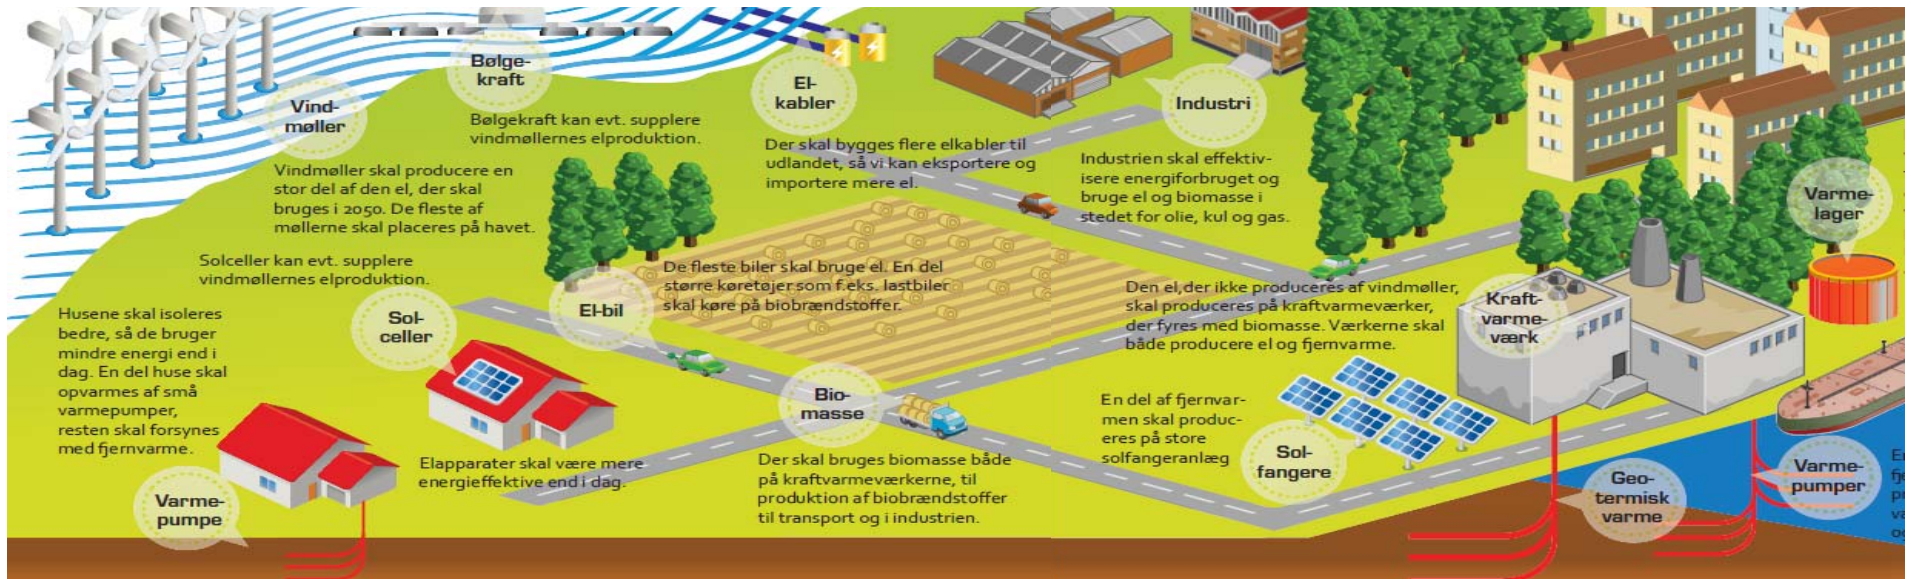 Vind-
møller
Vindmøller skal producere en
stor del af den el, der skal
bruges i 2050. De fleste af
møllerne skal placeres på havet.
Bølge-
kraft
Bølgekraft kan evt. supplere
vindmøllernes elproduktion.
El-
kabler
Der skal bygges flere elkabler til
udlandet, så vi kan eksportere og
importere mere el.
Industri
Industrien skal effektiv-
isere energiforbruget og
bruge el og biomasse i
stedet for olie, kul og gas.
Varme-
lager
Solceller kan evt. supplere
vindmøllernes elproduktion.
Sol-
celler
Husene skal isoleres
bedre, så de bruger
mindre energi end i
dag. En del huse skal
opvarmes af små
varmepumper,
resten skal forsynes
med fjernvarme.
Varme-
pumpe
Elapparater skal være mere
energieffektive end i dag.
El-bil
De fleste biler skal bruge el. En del
større køretøjer som f.eks. lastbiler
skal køre på biobrændstoffer.
Bio-
masse
Der skal bruges biomasse både
på kraftvarmeværkerne, til
produktion af biobrændstoffer
til transport og i industrien.
Den el, der ikke produceres af vindmøller,
skal produceres på kraftvarmeværker,
der fyres med biomasse. Værkerne skal
både producere el og fjernvarme.
Kraft-
varme-
værk
En del af fjernvar-
men skal produc-
eres på store
solfangeranlæg
Sol-
fangere
Geo-
termisk
varme
Varme-
pumper